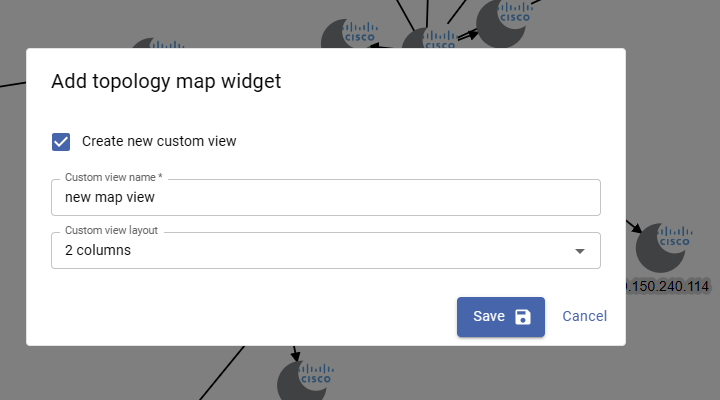 CISCO
CISCO
CISCO
CISCO
Add topology map widget
Create new custom view
Custom view name *
new map view
Custom view layout
2 columns
CISCO
.150.240.114
Save
Cancel
CISCO